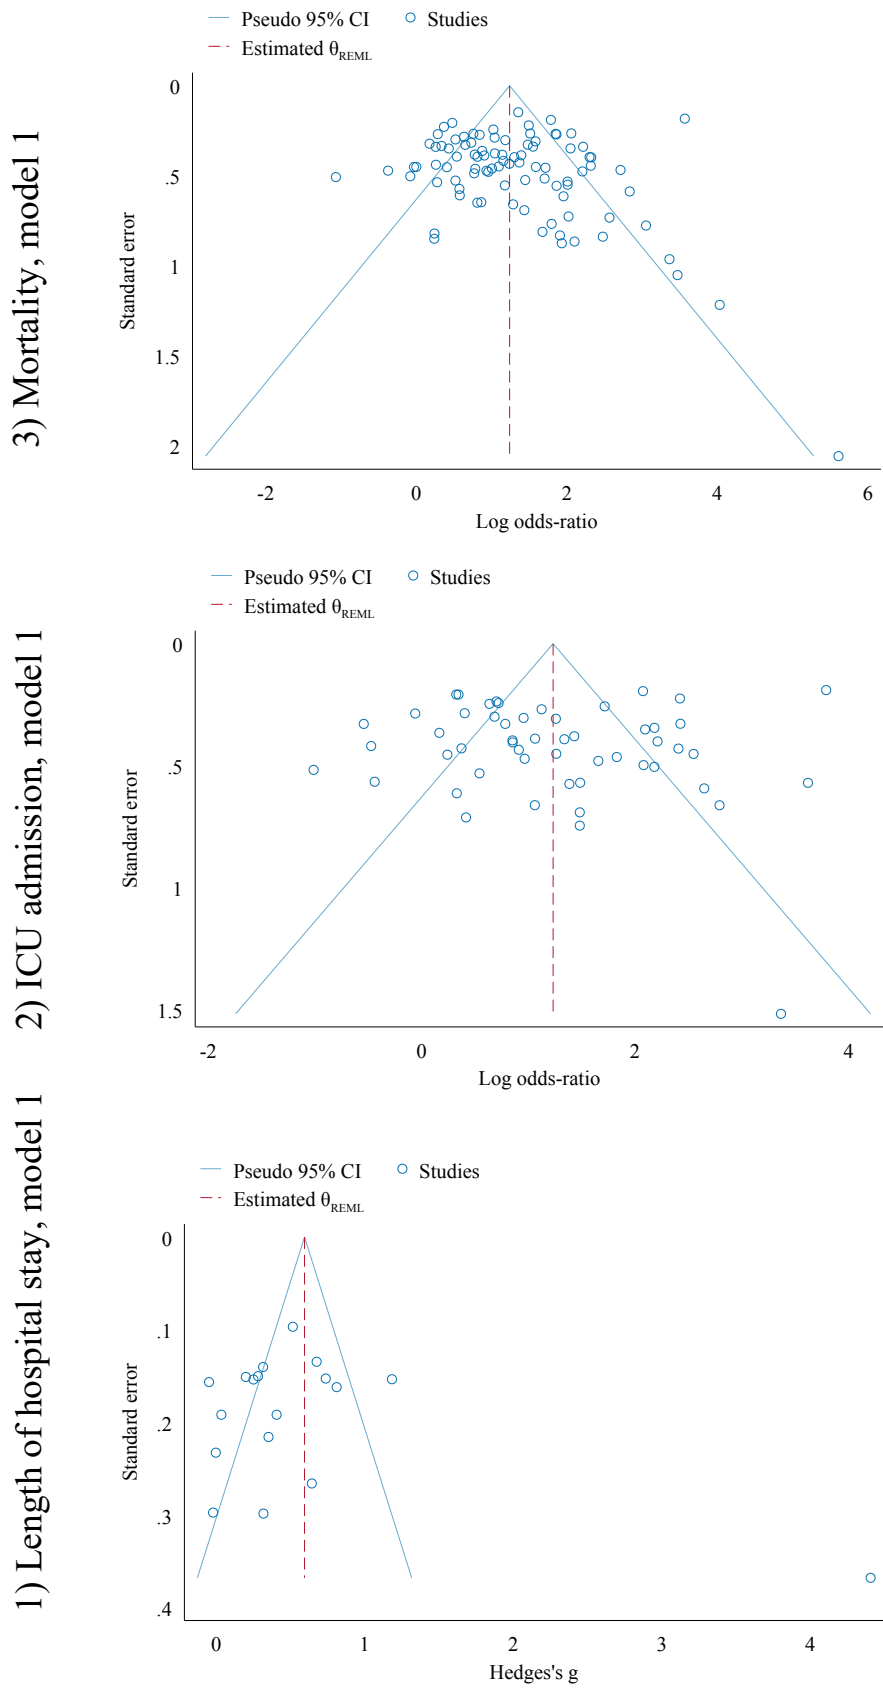 3) Mortality, model 1
Pseudo 95% CI Studies
Estimated θREML
Standard error
0
.5
1
1.5
2
-2 0 2 4 6
Log odds-ratio
2) ICU admission, model 1
Pseudo 95% CI Studies
Estimated θREML
Standard error
0
.5
1
1.5
-2 0 2 4
Log odds-ratio
1) Length of hospital stay, model 1
Pseudo 95% CI Studies
Estimated θREML
Standard error
0
.1
.2
.3
.4
0 1 2 3 4
Hedges's g